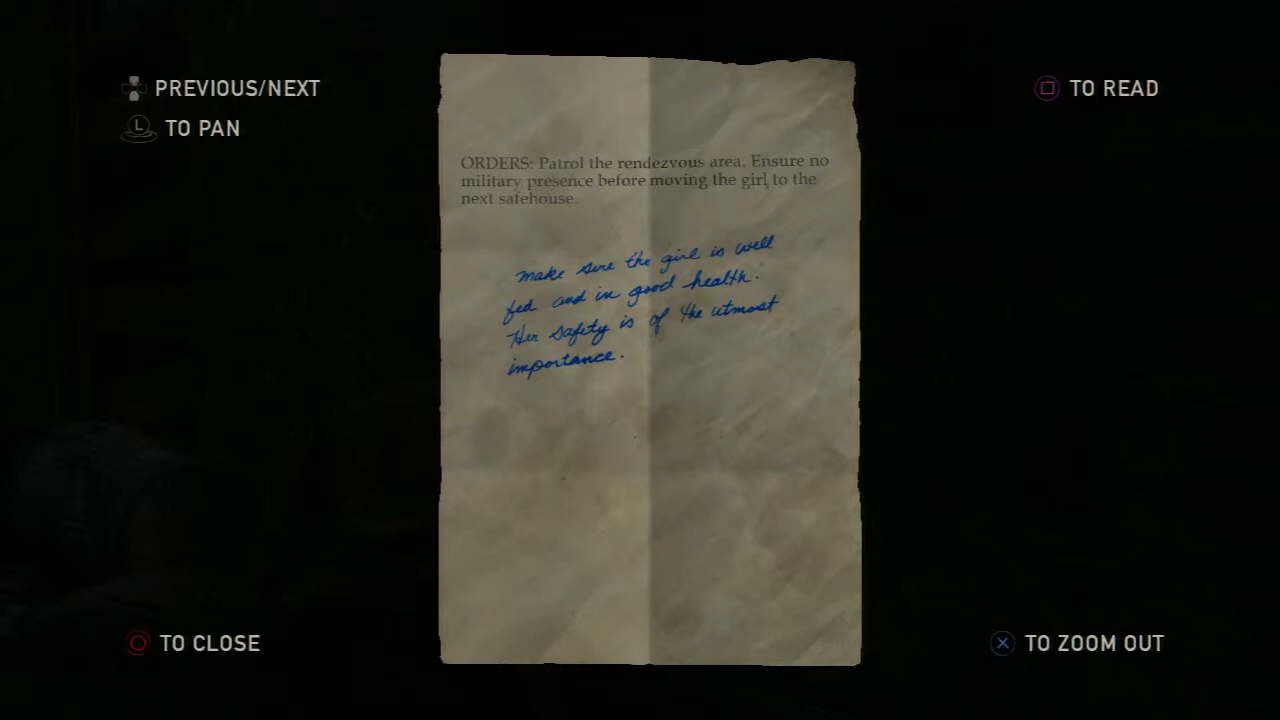 PREVIOUS/NEXT
L TO PAN
TO READ
ORDERS: Patrol the rendezvous area. Ensure no
military presence before moving the girl to the
next safehouse.
make sure the girl is well
fed and in good health.
Her safety is of the utmost
importance.
TO CLOSE
TO ZOOM OUT